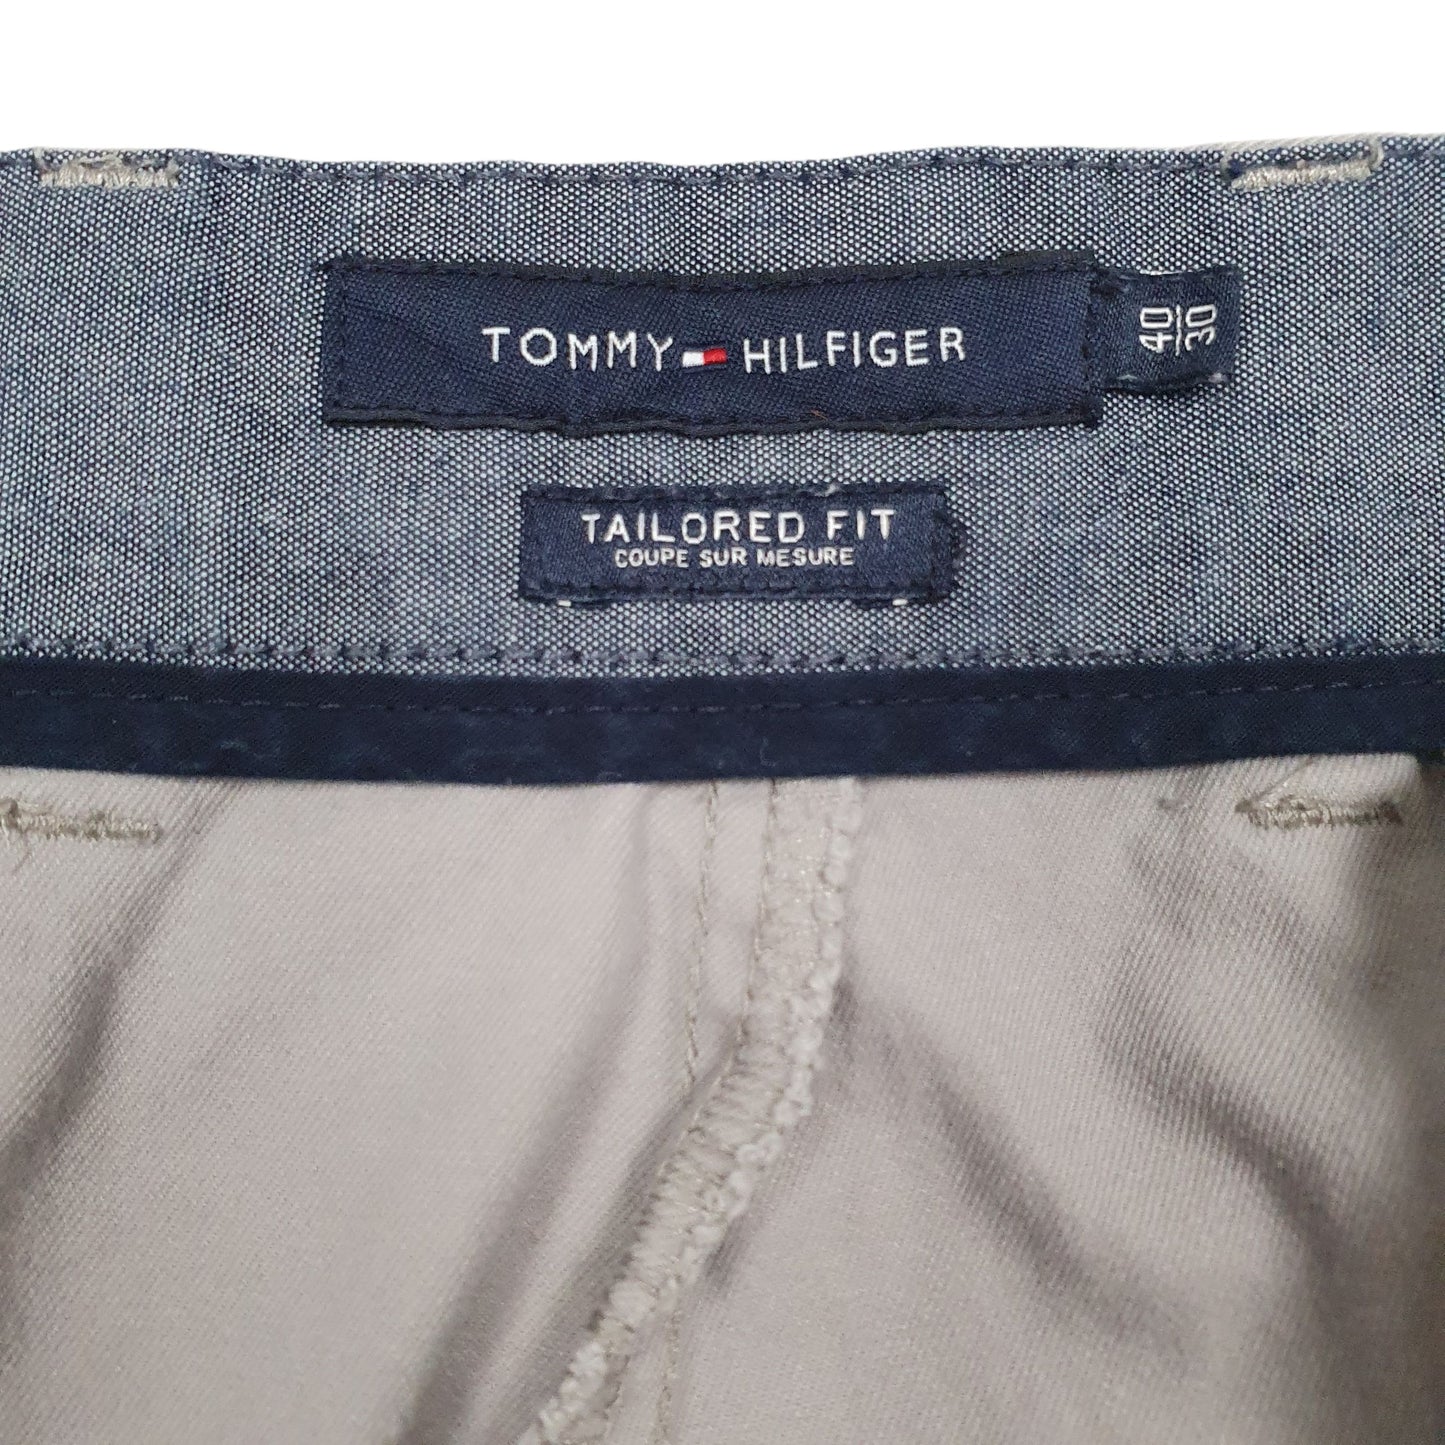 TOMMY HILFIGER
40
30
TAILORED FIT
COUPE SUR MESURE